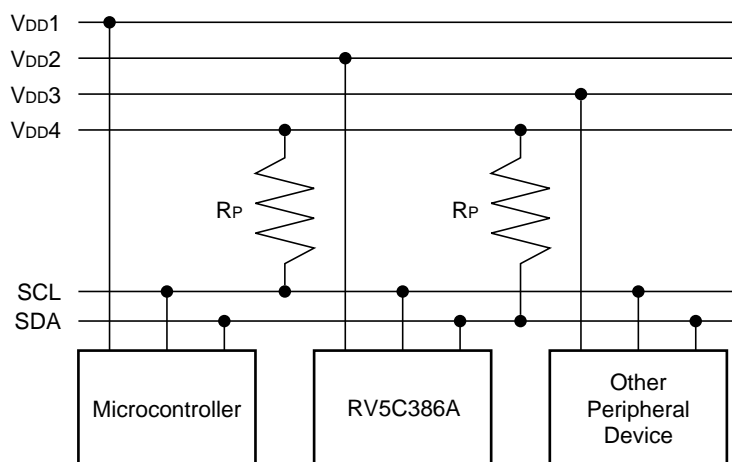 VDD1
VDD2
VDD3
VDD4
RP
RP
SCL
SDA
Microcontroller
RV5C386A
Other
Peripheral
Device